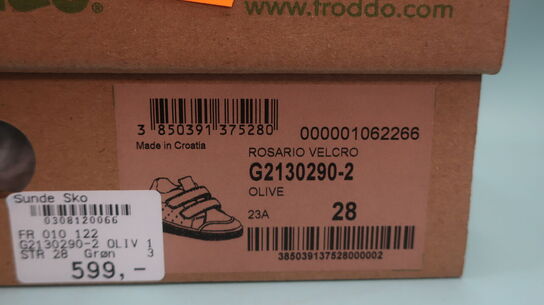 www.froddo.com
3 850391 375280
000001062266
Made in Croatia
ROSARIO VELCRO
G2130290-2
OLIVE
23A
28
38503913752800002
Sunde Sko
0308120066
FR 010 122
G2130290-2 OLIV 1
STR 28 Grøn 3
599,-